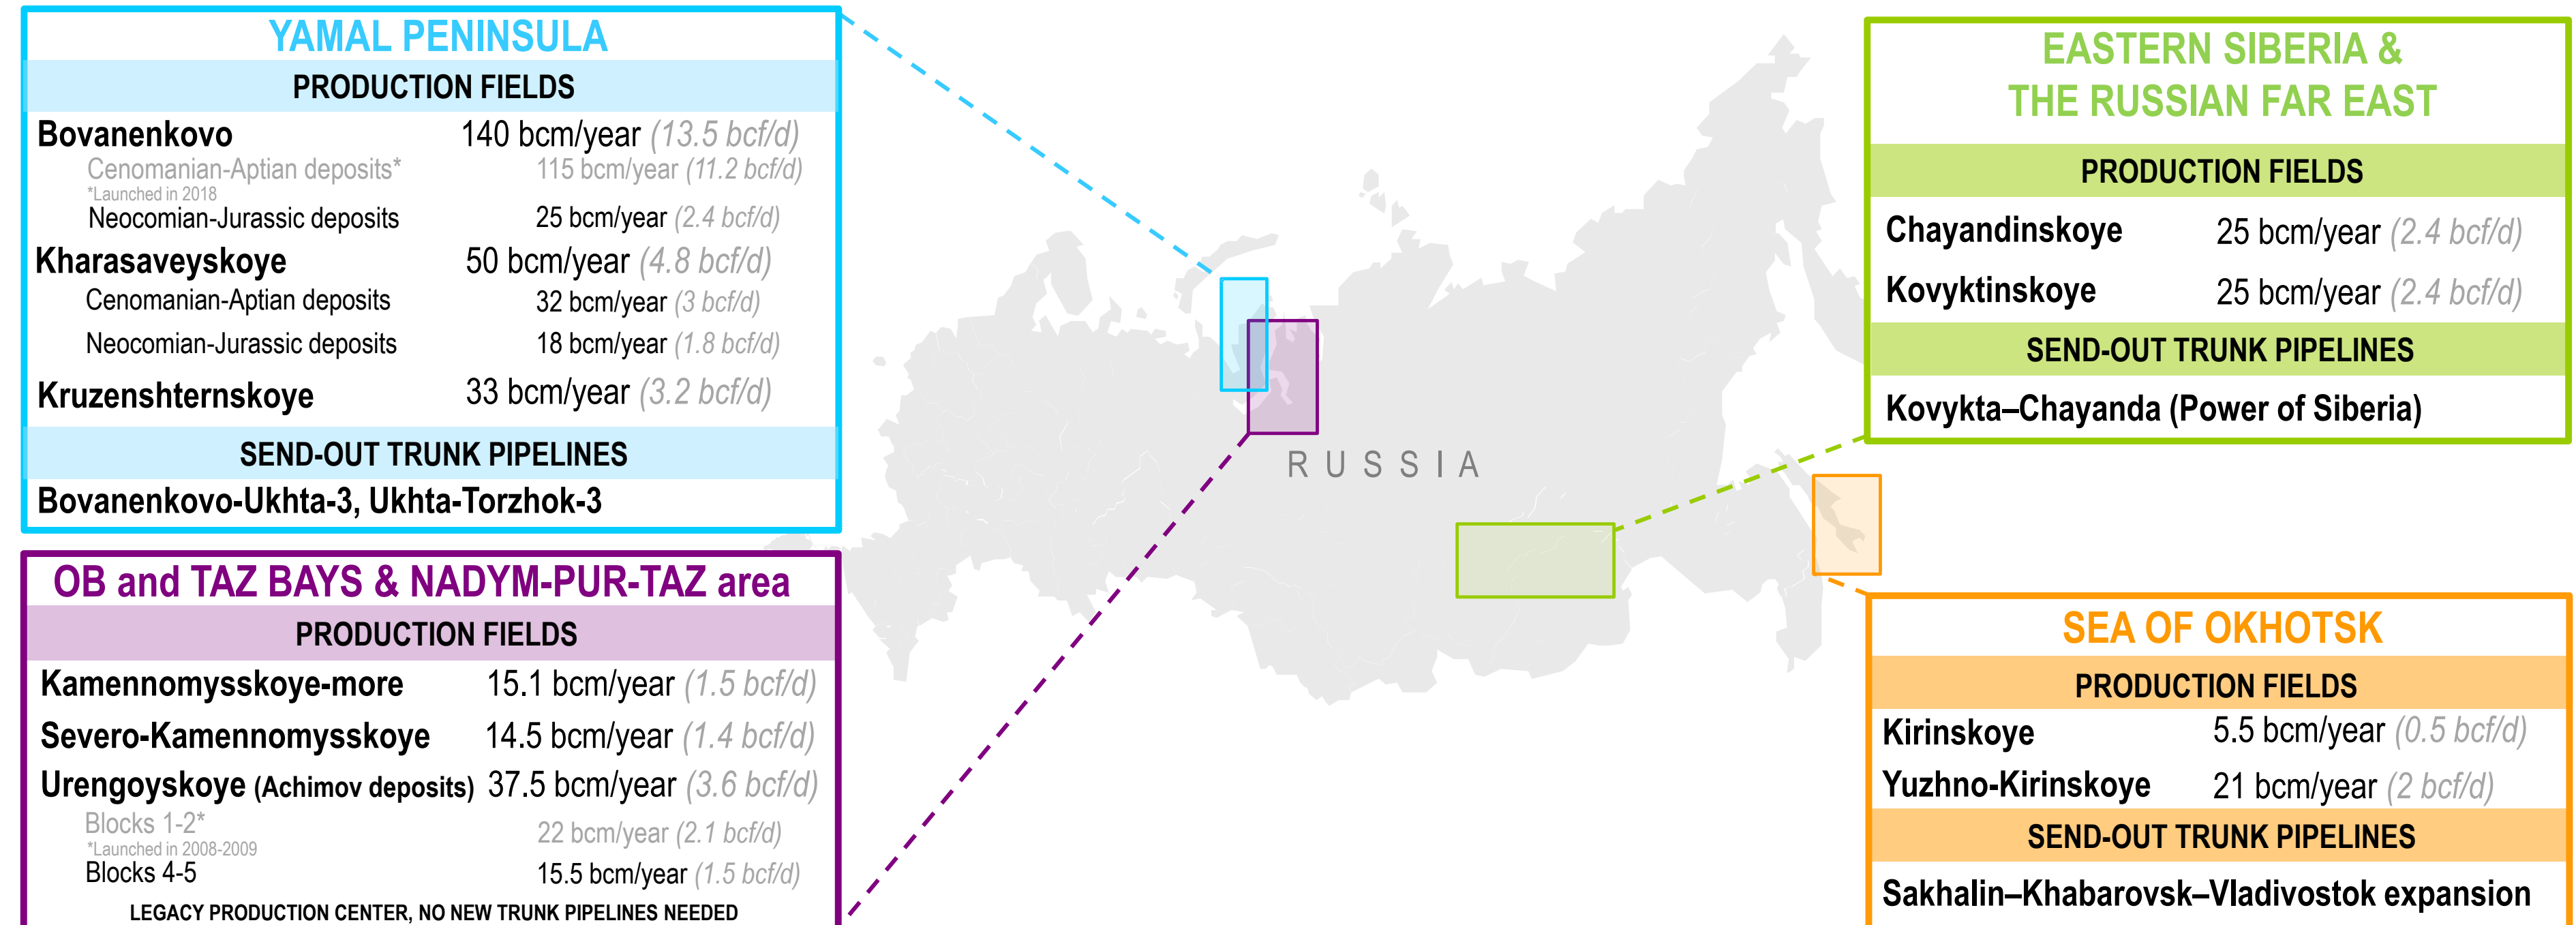 YAMAL PENINSULA
PRODUCTION FIELDS
Bovanenkovo 140 bcm/year (13.5 bcf/d)
Cenomanian-Aptian deposits* 115 bcm/year (11.2 bcf/d)
*Launched in 2018
Neocomian-Jurassic deposits 25 bcm/year (2.4 bcf/d)
Kharasaveyskoye 50 bcm/year (4.8 bcf/d)
Cenomanian-Aptian deposits 32 bcm/year (3 bcf/d)
Neocomian-Jurassic deposits 18 bcm/year (1.8 bcf/d)
Kruzenshternskoye 33 bcm/year (3.2 bcf/d)
SEND-OUT TRUNK PIPELINES
Bovanenkovo-Ukhta-3, Ukhta-Torzhok-3
OB and TAZ BAYS & NADYM-PUR-TAZ area
PRODUCTION FIELDS
Kamennomysskoye-more 15.1 bcm/year (1.5 bcf/d)
Severo-Kamennomysskoye 14.5 bcm/year (1.4 bcf/d)
Urengoyskoye (Achimov deposits) 37.5 bcm/year (3.6 bcf/d)
Blocks 1-2* 22 bcm/year (2.1 bcf/d)
*Launched in 2008-2009
Blocks 4-5 15.5 bcm/year (1.5 bcf/d)
LEGACY PRODUCTION CENTER, NO NEW TRUNK PIPELINES NEEDED
RUSSIA
EASTERN SIBERIA &
THE RUSSIAN FAR EAST
PRODUCTION FIELDS
Chayandinskoye 25 bcm/year (2.4 bcf/d)
Kovyktinskoye 25 bcm/year (2.4 bcf/d)
SEND-OUT TRUNK PIPELINES
Kovykta–Chayanda (Power of Siberia)
SEA OF OKHOTSK
PRODUCTION FIELDS
Kirinskoye 5.5 bcm/year (0.5 bcf/d)
Yuzhno-Kirinskoye 21 bcm/year (2 bcf/d)
SEND-OUT TRUNK PIPELINES
Sakhalin–Khabarovsk–Vladivostok expansion